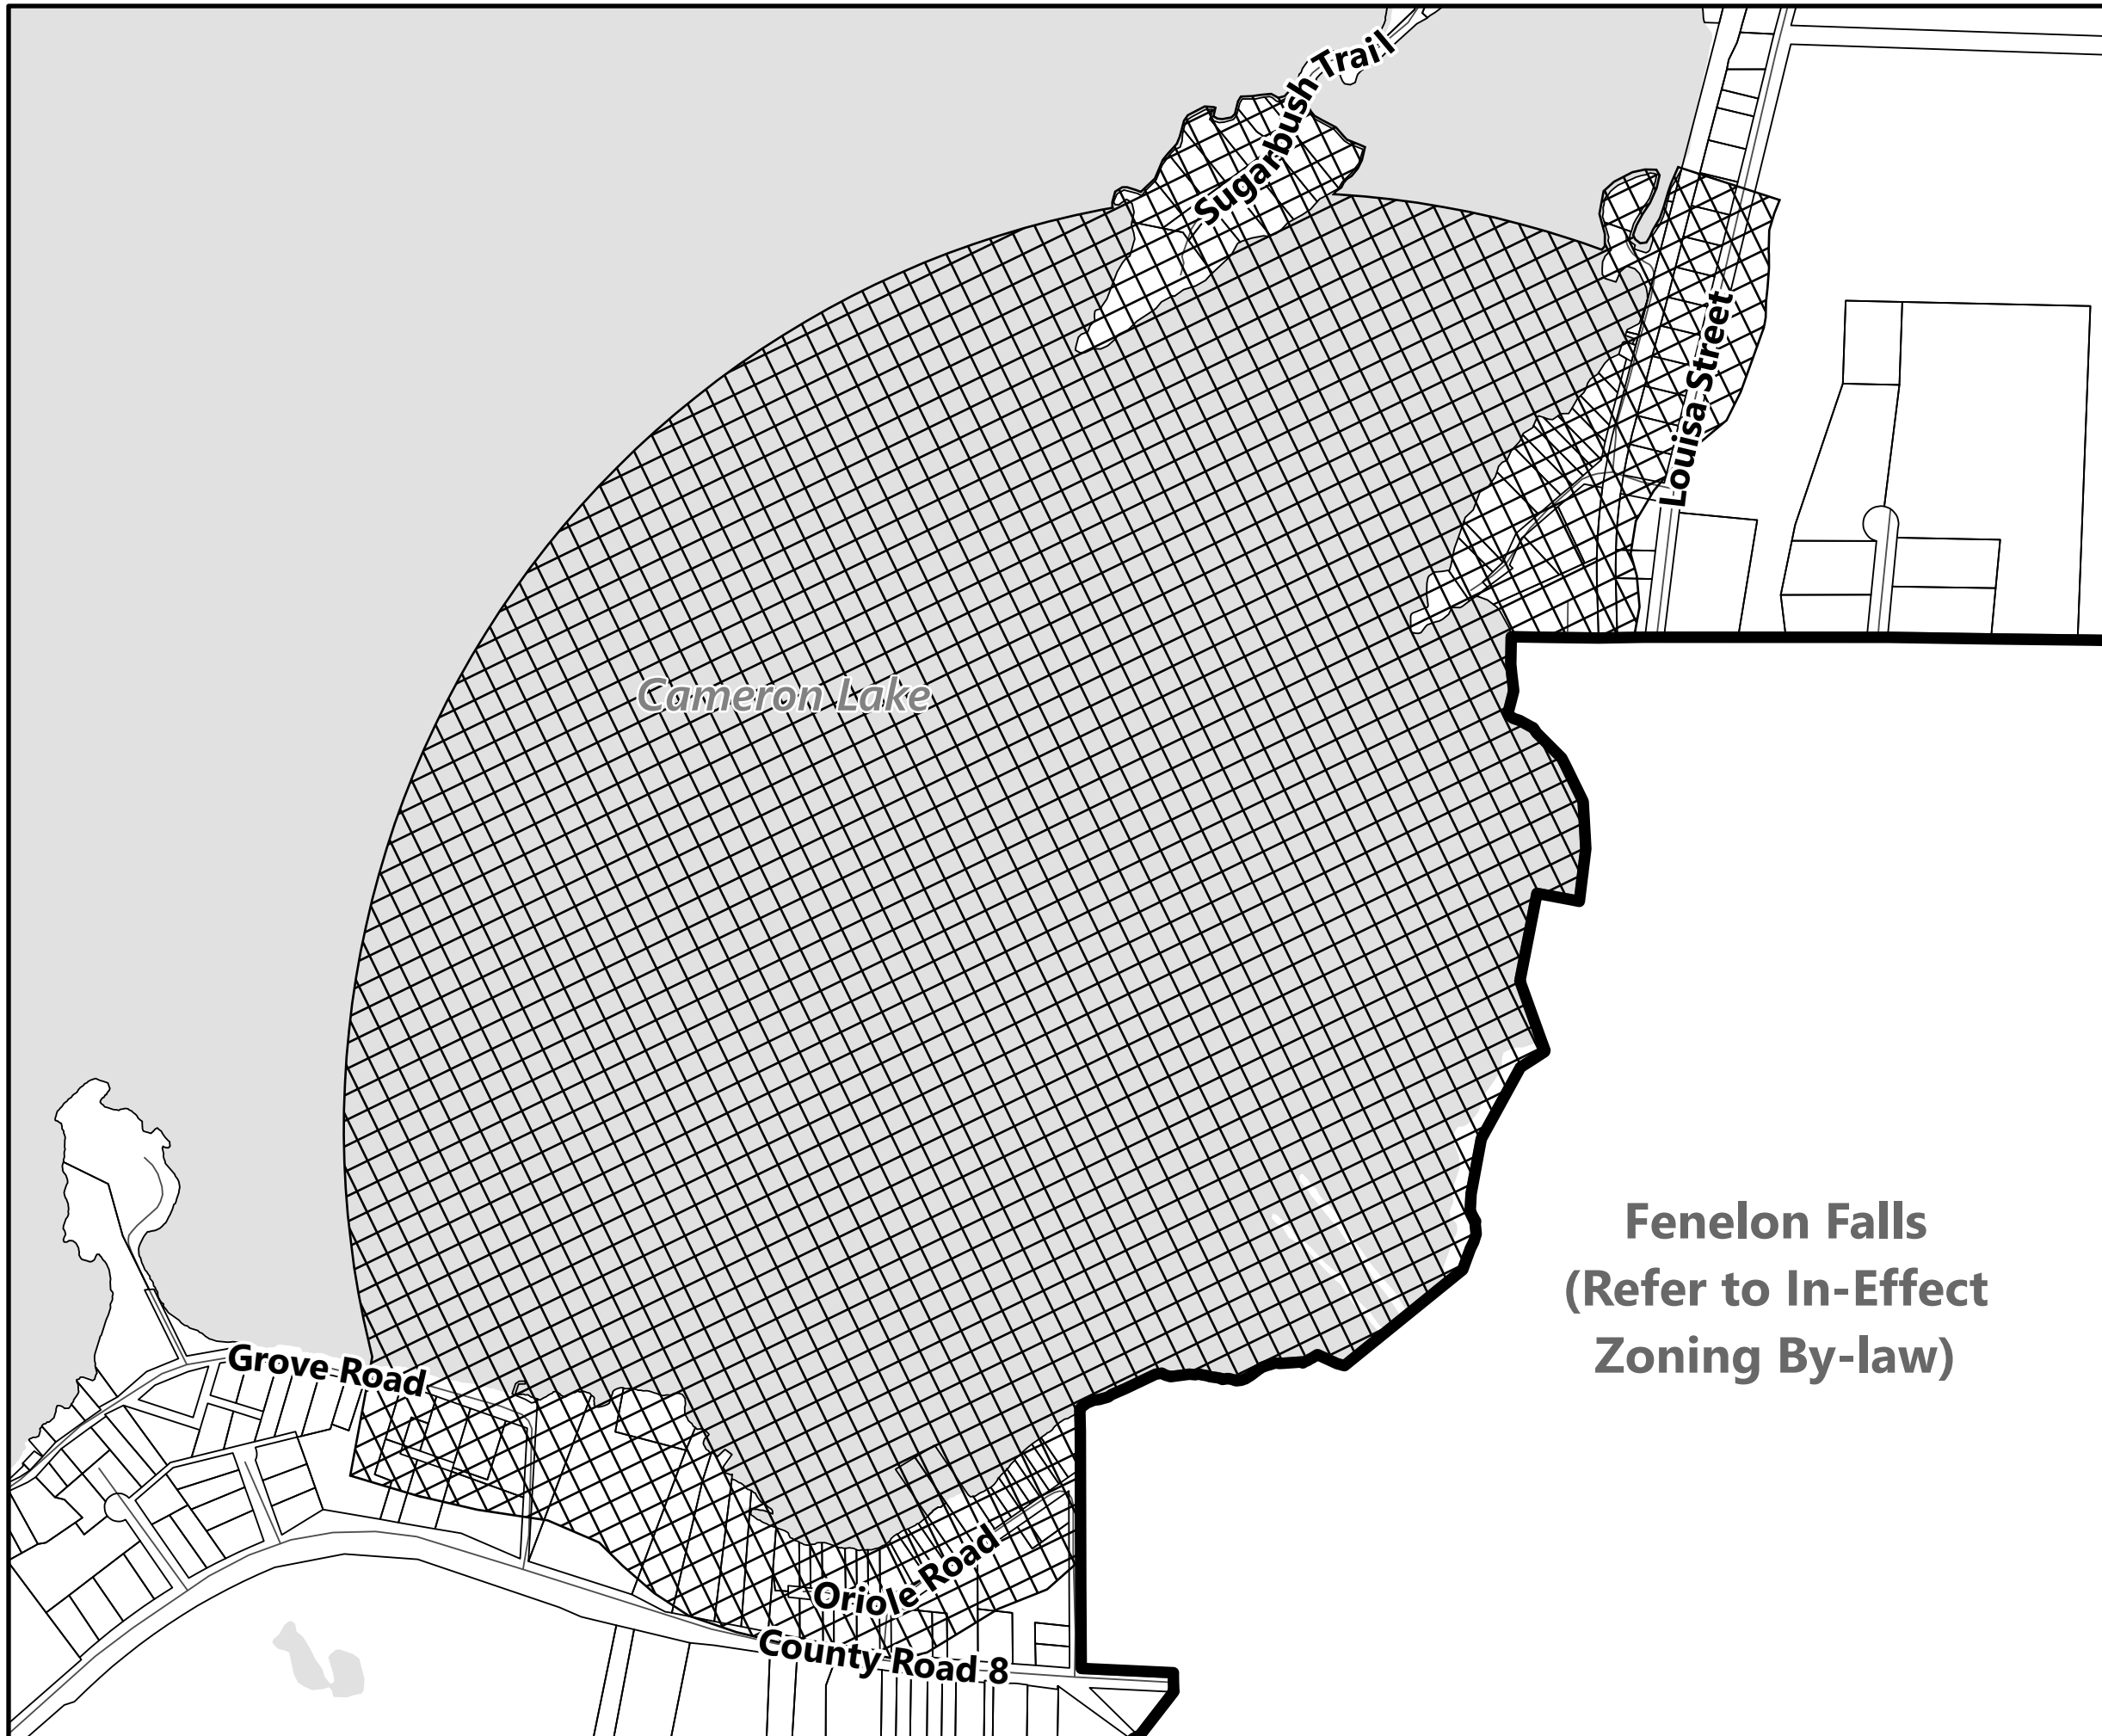 Sugarbush Trail
Louisa Street
Cameron Lake
Fenelon Falls
(Refer to In-Effect
Zoning By-law)
Grove Road
Oriole Road
County Road 8